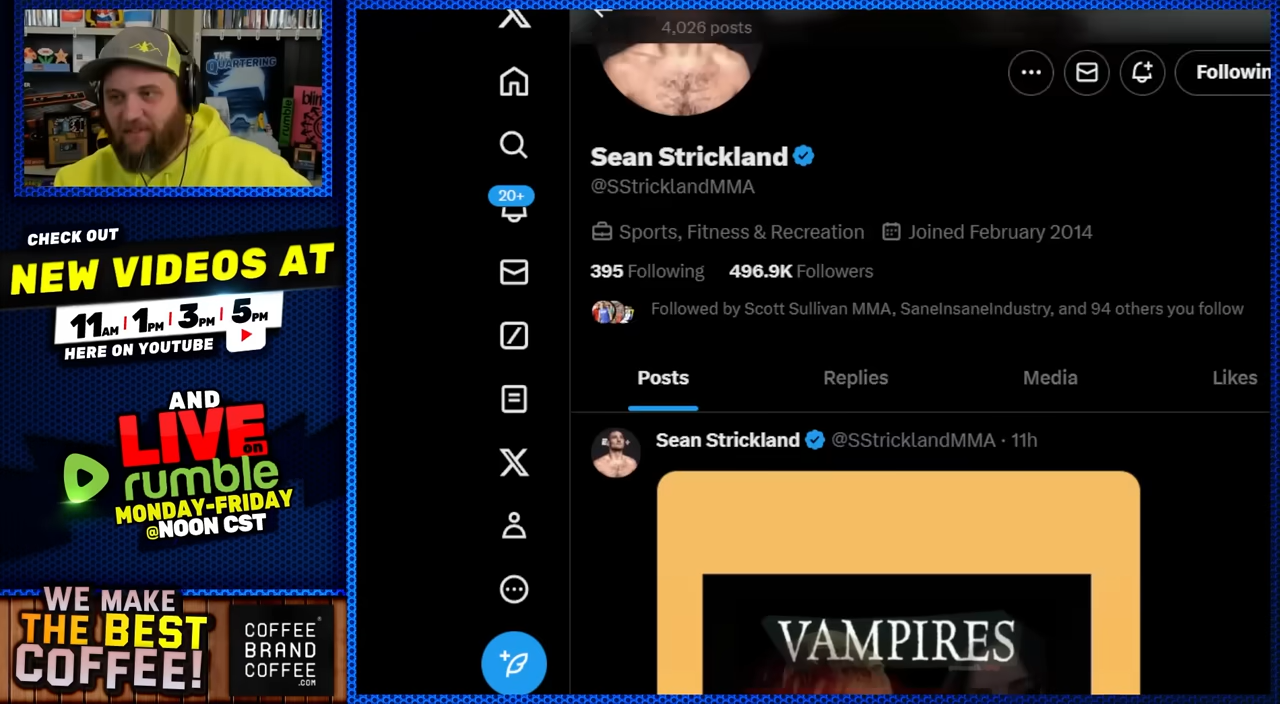 THE
QUARTERING
rumble
CHECK OUT
NEW VIDEOS AT
11AM | 1PM | 3PM | 5PM
HERE ON YOUTUBE
AND
LIVE
on
rumble
MONDAY-FRIDAY
@NOON CST
WE MAKE
THE BEST
COFFEE!
COFFEE
BRAND
COFFEE
.COM
4,026 posts
Followin
Sean Strickland
@SStricklandMMA
Sports, Fitness & Recreation Joined February 2014
395 Following 496.9K Followers
Followed by Scott Sullivan MMA, SaneInsaneIndustry, and 94 others you follow
20+
Posts Replies Media Likes
Sean Strickland @SStricklandMMA · 11h
VAMPIRES